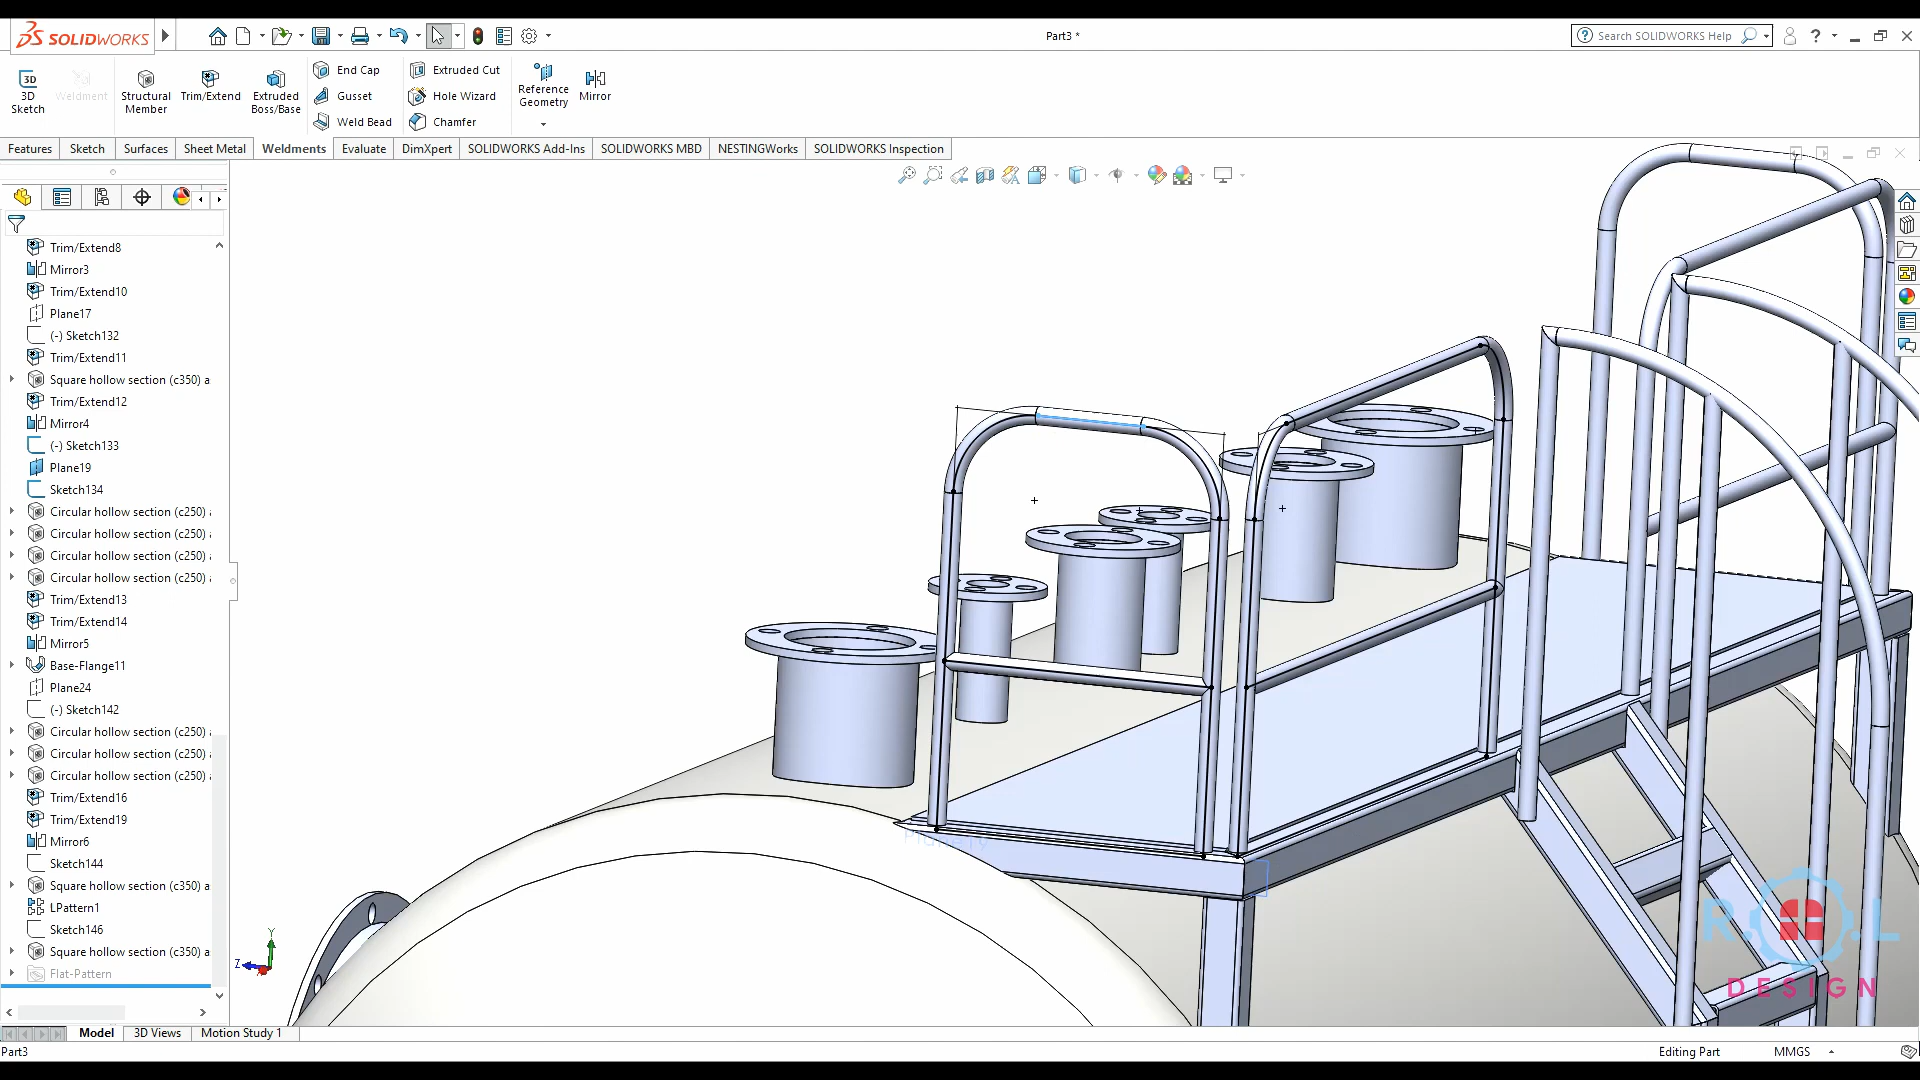 SOLIDWORKS
Part3 *
Search SOLIDWORKS Help
3D
Sketch
Weldment
Structural
Member
Trim/Extend
Extruded
Boss/Base
End Cap
Gusset
Weld Bead
Extruded Cut
Hole Wizard
Chamfer
Reference
Geometry
Mirror
Features
Sketch
Surfaces
Sheet Metal
Weldments
Evaluate
DimXpert
SOLIDWORKS Add-Ins
SOLIDWORKS MBD
NESTINGWorks
SOLIDWORKS Inspection
Trim/Extend8
Mirror3
Trim/Extend10
Plane17
(-) Sketch132
Trim/Extend11
Square hollow section (c350) a
Trim/Extend12
Mirror4
(-) Sketch133
Plane19
Sketch134
Circular hollow section (c250)
Circular hollow section (c250)
Circular hollow section (c250)
Circular hollow section (c250)
Trim/Extend13
Trim/Extend14
Mirror5
Base-Flange11
Plane24
(-) Sketch142
Circular hollow section (c250)
Circular hollow section (c250)
Circular hollow section (c250)
Trim/Extend16
Trim/Extend19
Mirror6
Sketch144
Square hollow section (c350) a
LPattern1
Sketch146
Square hollow section (c350) a
Flat-Pattern
Y
Z
R.
.L
DESIGN
Model
3D Views
Motion Study 1
Part3
Editing Part
MMGS